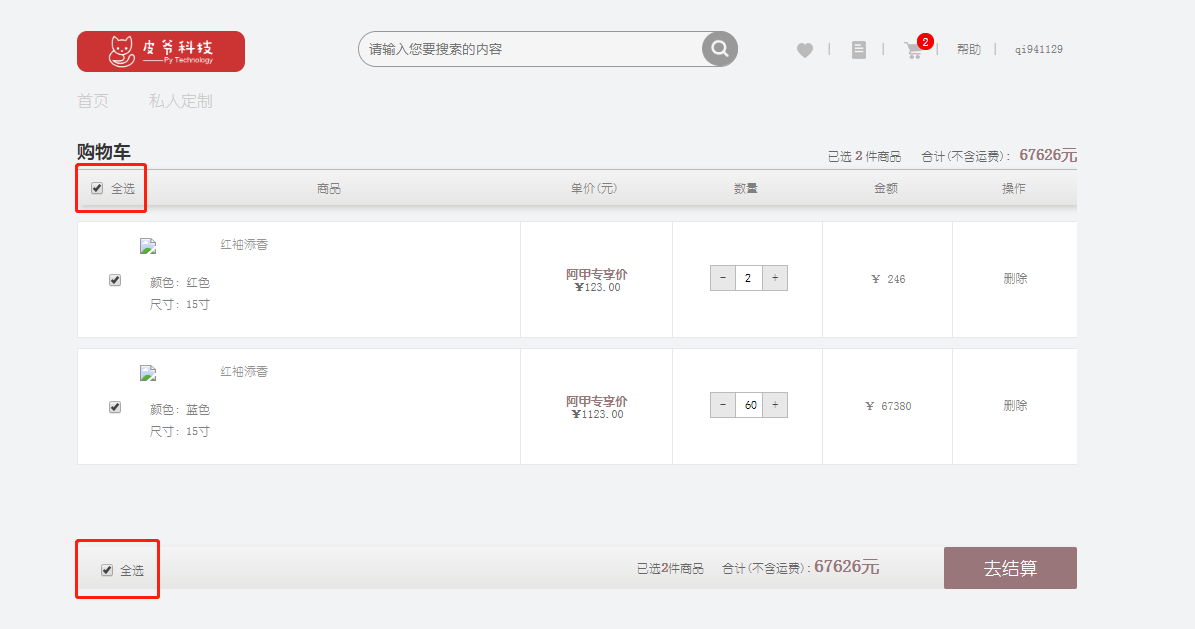 皮爷科技
Py Technology
请输入您要搜索的内容
2
帮助
qi941129
首页 私人定制
购物车
已选 2 件商品 合计(不含运费): 67626元
全选 商品 单价(元) 数量 金额 操作
红袖添香
颜色: 红色
尺寸: 15寸
阿甲专享价
¥123.00
- 2 +
¥ 246
删除
红袖添香
颜色: 蓝色
尺寸: 15寸
阿甲专享价
¥1123.00
- 60 +
¥ 67380
删除
全选 已选2件商品 合计(不含运费): 67626元 去结算